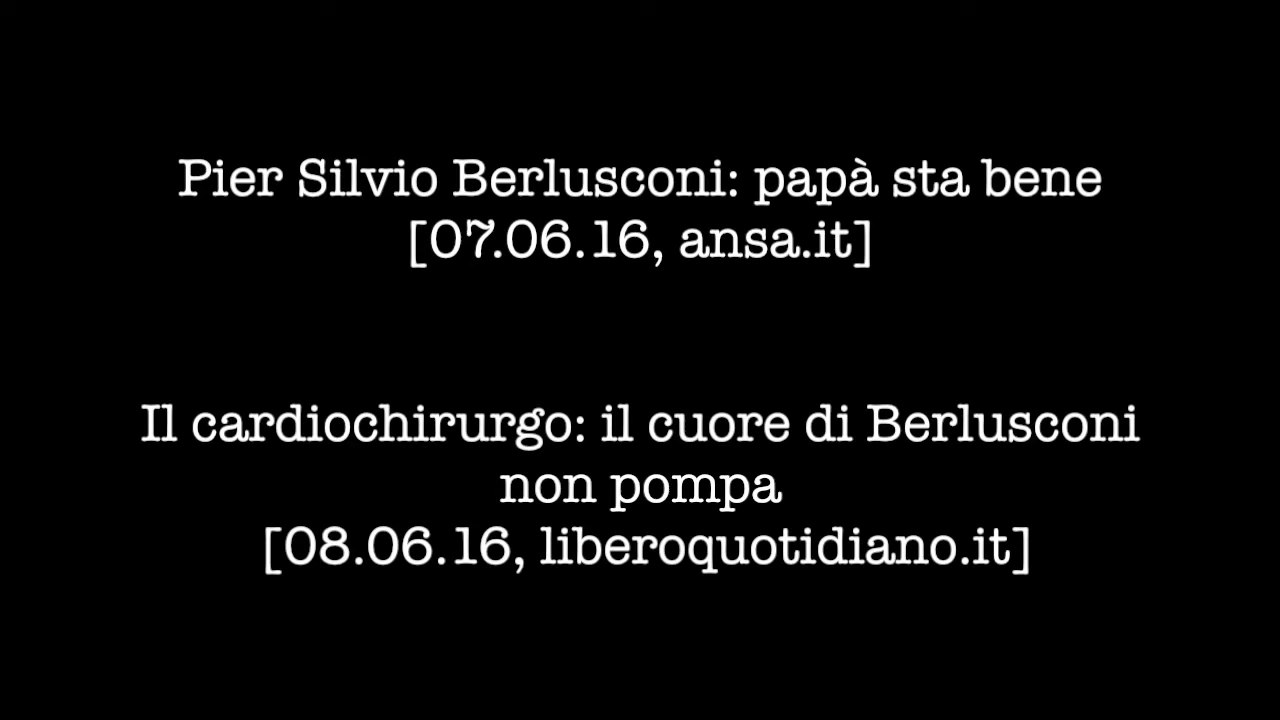 Pier Silvio Berlusconi: papà sta bene
[07.06.16, ansa.it]
Il cardiochirurgo: il cuore di Berlusconi
non pompa
[08.06.16, liberoquotidiano.it]